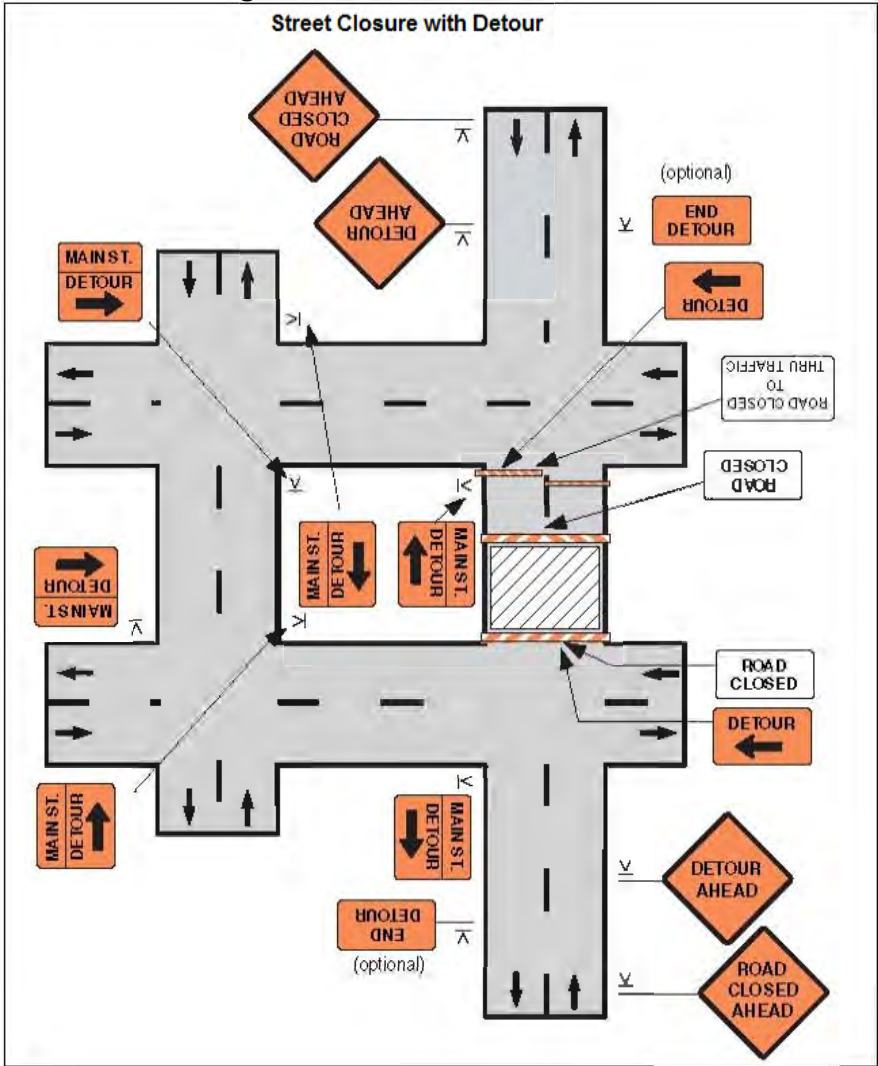 Street Closure with Detour
ROAD
CLOSED
AHEAD
DETOUR
AHEAD
(optional)
END
DETOUR
MAIN ST.
DETOUR
DETOUR
ROAD CLOSED
TO
THRU TRAFFIC
ROAD
CLOSED
MAIN ST.
DETOUR
MAIN ST.
DETOUR
MAIN ST.
DETOUR
ROAD
CLOSED
DETOUR
MAIN ST.
DETOUR
MAIN ST.
DETOUR
DETOUR
AHEAD
END
DETOUR
(optional)
ROAD
CLOSED
AHEAD